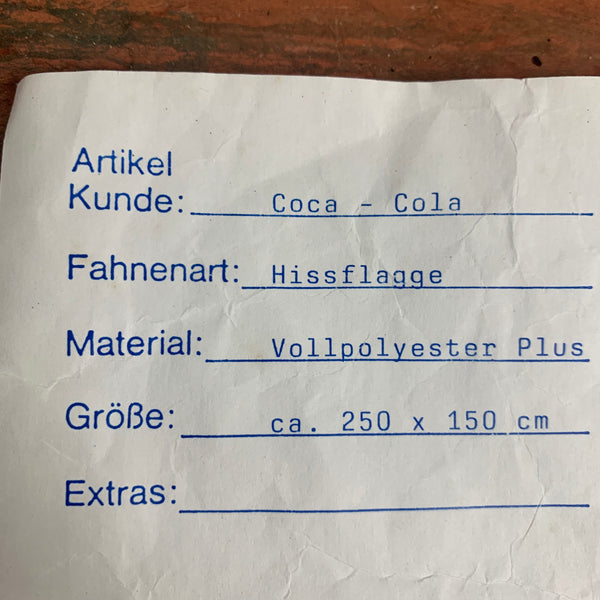 Artikel
Kunde: Coca - Cola
Fahnenart: Hissflagge
Material: Vollpolyester Plus
Größe: ca. 250 x 150 cm
Extras: